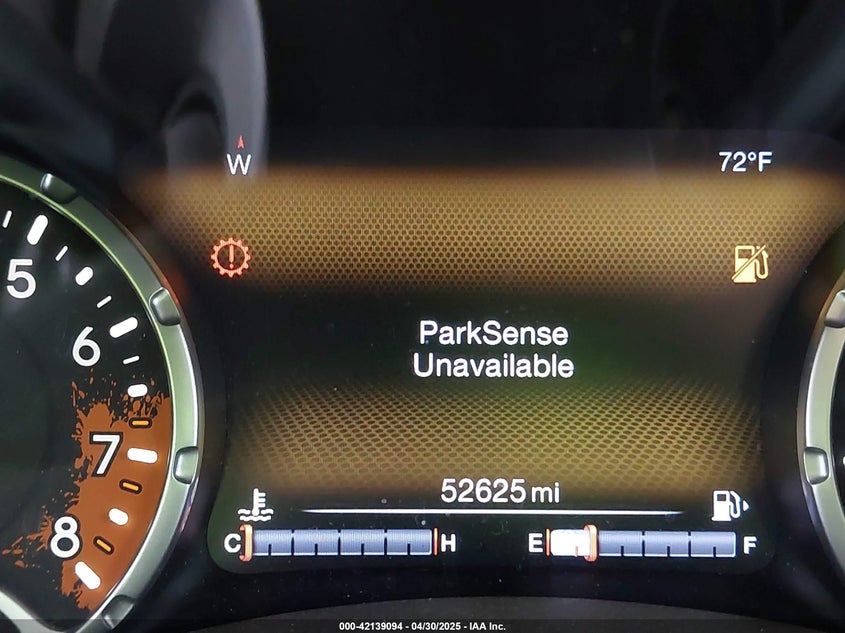 W
72°F
5
6
7
8
ParkSense
Unavailable
52625 mi
C H E F
000-42139094 - 04/30/2025 - IAA Inc.